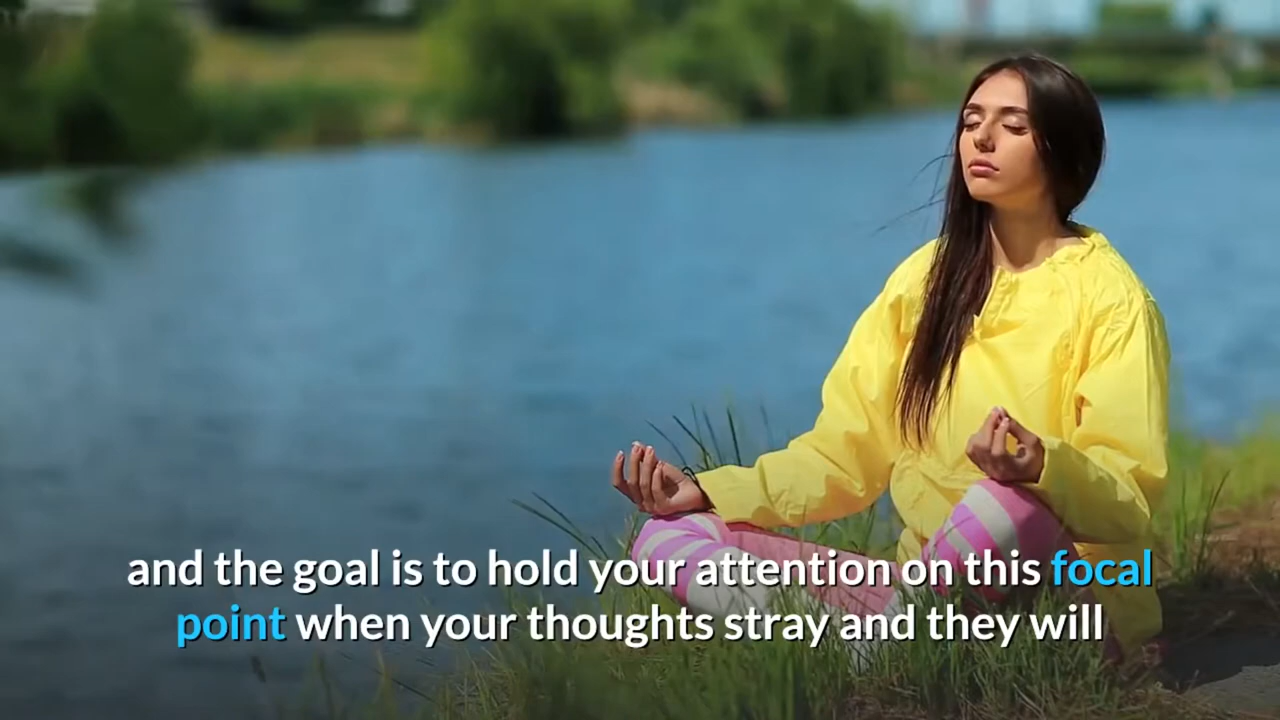 and the goal is to hold your attention on this focal
point when your thoughts stray and they will